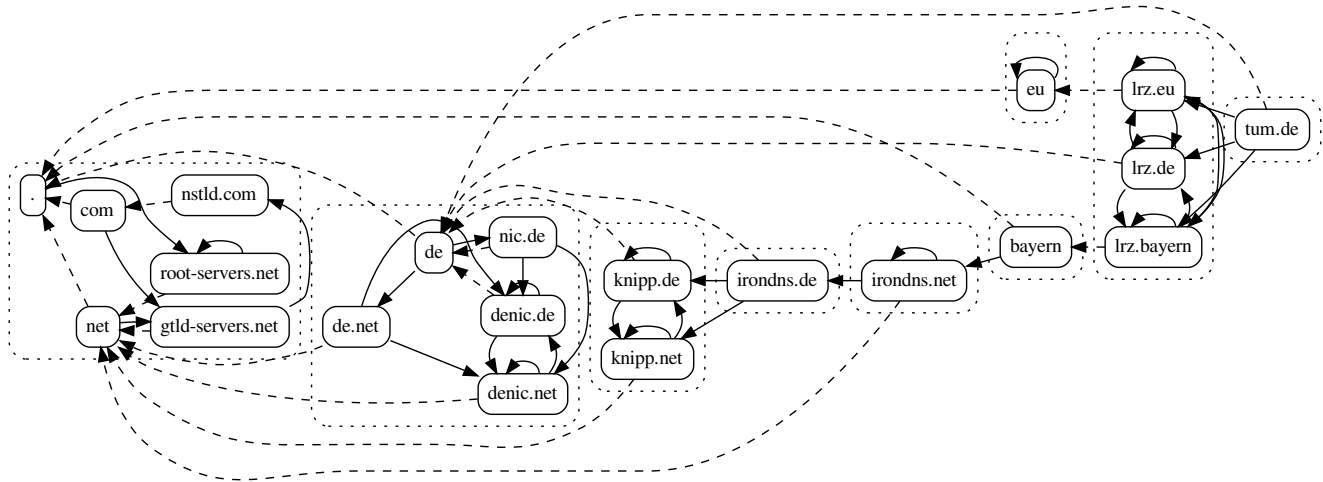 .
com
nstld.com
root-servers.net
gtld-servers.net
net
de
nic.de
denic.de
de.net
denic.net
knipp.de
knipp.net
irondns.de
irondns.net
bayern
eu
lrz.eu
lrz.de
lrz.bayern
tum.de